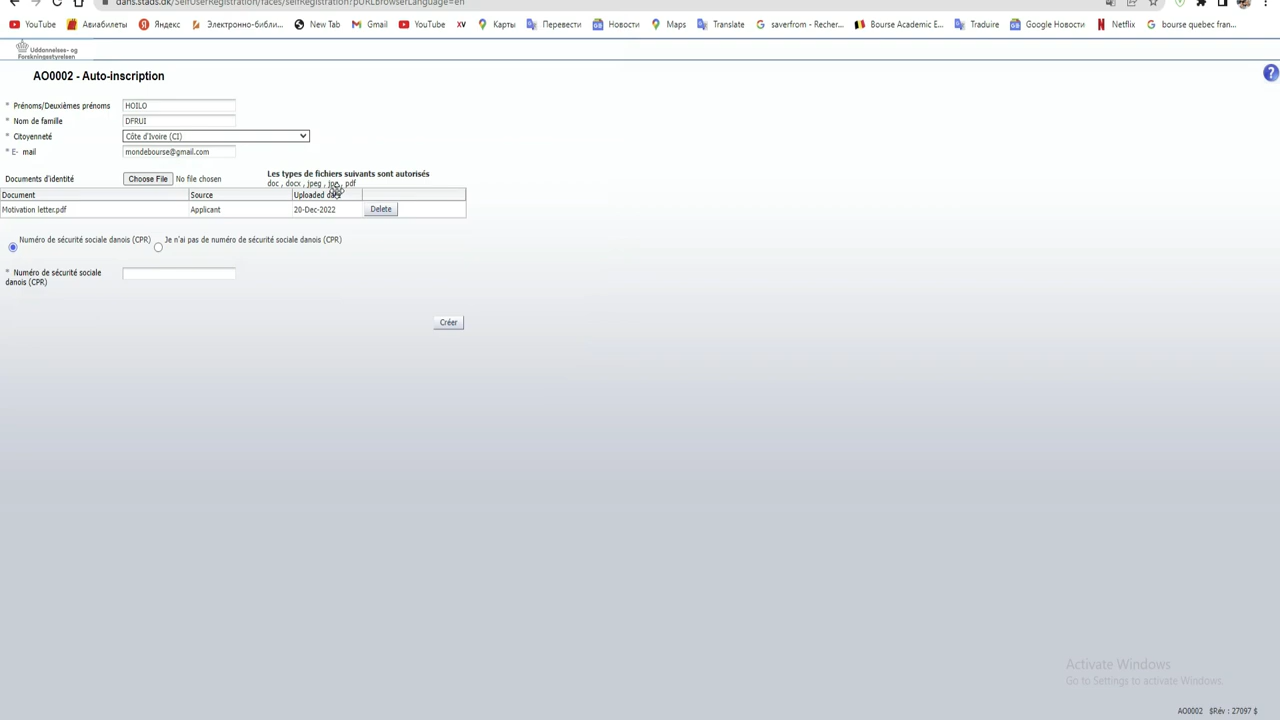 dans.stads.dk/SelfUserRegistration/faces/selfRegistration?pURLBrowserLanguage=en
YouTube Авиабилеты Яндекс Электронно-библи... New Tab Gmail YouTube XV Карты Перевести Новости Maps Translate saverfrom - Recher... Bourse Academic E... Traduire Google Новости Netflix bourse quebec fran...
Uddannelses- og
Forskningsstyrelsen
AO0002 - Auto-inscription
?
* Prénoms/Deuxièmes prénoms HOILO
* Nom de famille DFRUI
* Citoyenneté Côte d'Ivoire (CI)
* E- mail mondebourse@gmail.com
Les types de fichiers suivants sont autorisés
Documents d'identité Choose File No file chosen
doc , docx , jpeg , jpg , pdf
Document Source Uploaded date
Motivation letter.pdf Applicant 20-Dec-2022 Delete
Numéro de sécurité sociale danois (CPR) Je n'ai pas de numéro de sécurité sociale danois (CPR)
* Numéro de sécurité sociale
danois (CPR)
Créer
Activate Windows
Go to Settings to activate Windows.
AO0002 $Rév : 27097 $